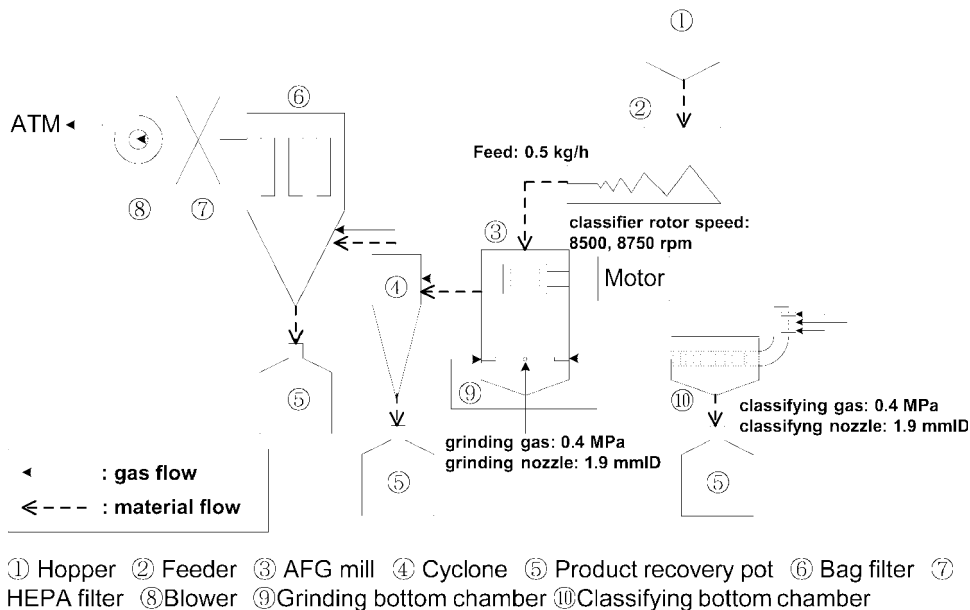 ①
②
⑥
ATM
Feed: 0.5 kg/h
⑧
⑦
③
classifier rotor speed:
8500, 8750 rpm
④
Motor
⑤
⑨
⑩
classifying gas: 0.4 MPa
classifyng nozzle: 1.9 mmID
grinding gas: 0.4 MPa
grinding nozzle: 1.9 mmID
⑤
⑤
: gas flow
: material flow
① Hopper ② Feeder ③ AFG mill ④ Cyclone ⑤ Product recovery pot ⑥ Bag filter ⑦
HEPA filter ⑧Blower ⑨Grinding bottom chamber ⑩Classifying bottom chamber